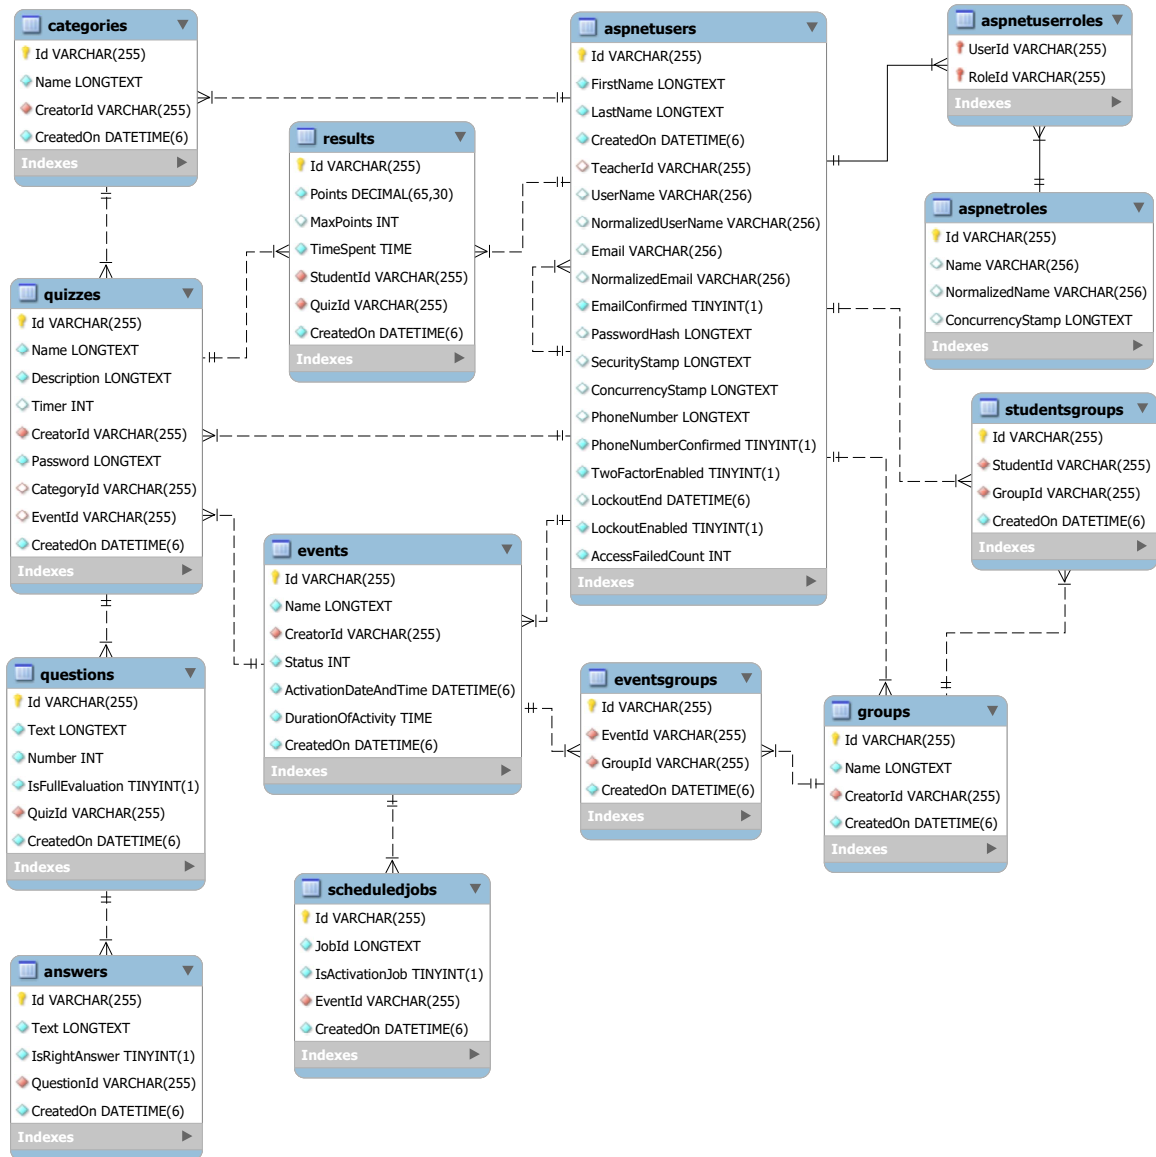 categories
Id VARCHAR(255)
Name LONGTEXT
CreatorId VARCHAR(255)
CreatedOn DATETIME(6)
Indexes
results
Id VARCHAR(255)
Points DECIMAL(65,30)
MaxPoints INT
TimeSpent TIME
StudentId VARCHAR(255)
QuizId VARCHAR(255)
CreatedOn DATETIME(6)
Indexes
aspnetusers
Id VARCHAR(255)
FirstName LONGTEXT
LastName LONGTEXT
CreatedOn DATETIME(6)
TeacherId VARCHAR(255)
UserName VARCHAR(256)
NormalizedUserName VARCHAR(256)
Email VARCHAR(256)
NormalizedEmail VARCHAR(256)
EmailConfirmed TINYINT(1)
PasswordHash LONGTEXT
SecurityStamp LONGTEXT
ConcurrencyStamp LONGTEXT
PhoneNumber LONGTEXT
PhoneNumberConfirmed TINYINT(1)
TwoFactorEnabled TINYINT(1)
LockoutEnd DATETIME(6)
LockoutEnabled TINYINT(1)
AccessFailedCount INT
Indexes
aspnetuserroles
UserId VARCHAR(255)
RoleId VARCHAR(255)
Indexes
aspnetroles
Id VARCHAR(255)
Name VARCHAR(256)
NormalizedName VARCHAR(256)
ConcurrencyStamp LONGTEXT
Indexes
quizzes
Id VARCHAR(255)
Name LONGTEXT
Description LONGTEXT
Timer INT
CreatorId VARCHAR(255)
Password LONGTEXT
CategoryId VARCHAR(255)
EventId VARCHAR(255)
CreatedOn DATETIME(6)
Indexes
studentsgroups
Id VARCHAR(255)
StudentId VARCHAR(255)
GroupId VARCHAR(255)
CreatedOn DATETIME(6)
Indexes
events
Id VARCHAR(255)
Name LONGTEXT
CreatorId VARCHAR(255)
Status INT
ActivationDateAndTime DATETIME(6)
DurationOfActivity TIME
CreatedOn DATETIME(6)
Indexes
questions
Id VARCHAR(255)
Text LONGTEXT
Number INT
IsFullEvaluation TINYINT(1)
QuizId VARCHAR(255)
CreatedOn DATETIME(6)
Indexes
eventsgroups
Id VARCHAR(255)
EventId VARCHAR(255)
GroupId VARCHAR(255)
CreatedOn DATETIME(6)
Indexes
groups
Id VARCHAR(255)
Name LONGTEXT
CreatorId VARCHAR(255)
CreatedOn DATETIME(6)
Indexes
scheduledjobs
Id VARCHAR(255)
JobId LONGTEXT
IsActivationJob TINYINT(1)
EventId VARCHAR(255)
CreatedOn DATETIME(6)
Indexes
answers
Id VARCHAR(255)
Text LONGTEXT
IsRightAnswer TINYINT(1)
QuestionId VARCHAR(255)
CreatedOn DATETIME(6)
Indexes